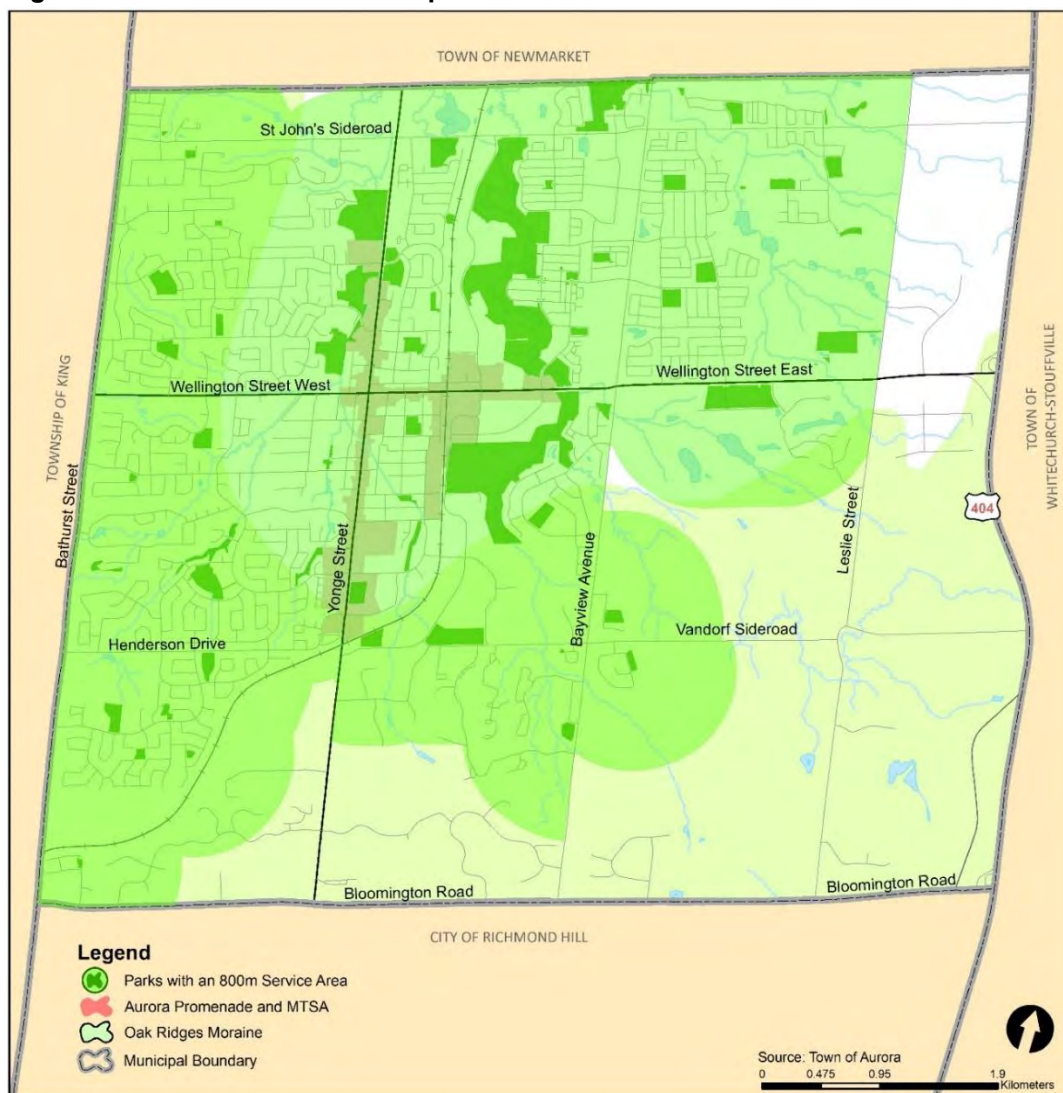 TOWN OF NEWMARKET
St John's Sideroad
TOWNSHIP OF KING
Bathurst Street
Wellington Street West
Wellington Street East
TOWN OF
WHITECHURCH-STOUFFVILLE
404
Yonge Street
Bayview Avenue
Leslie Street
Henderson Drive
Vandorf Sideroad
Bloomington Road
Bloomington Road
CITY OF RICHMOND HILL
Legend
Parks with an 800m Service Area
Aurora Promenade and MTSA
Oak Ridges Moraine
Municipal Boundary
Source: Town of Aurora
0 0.475 0.95 1.9
Kilometers